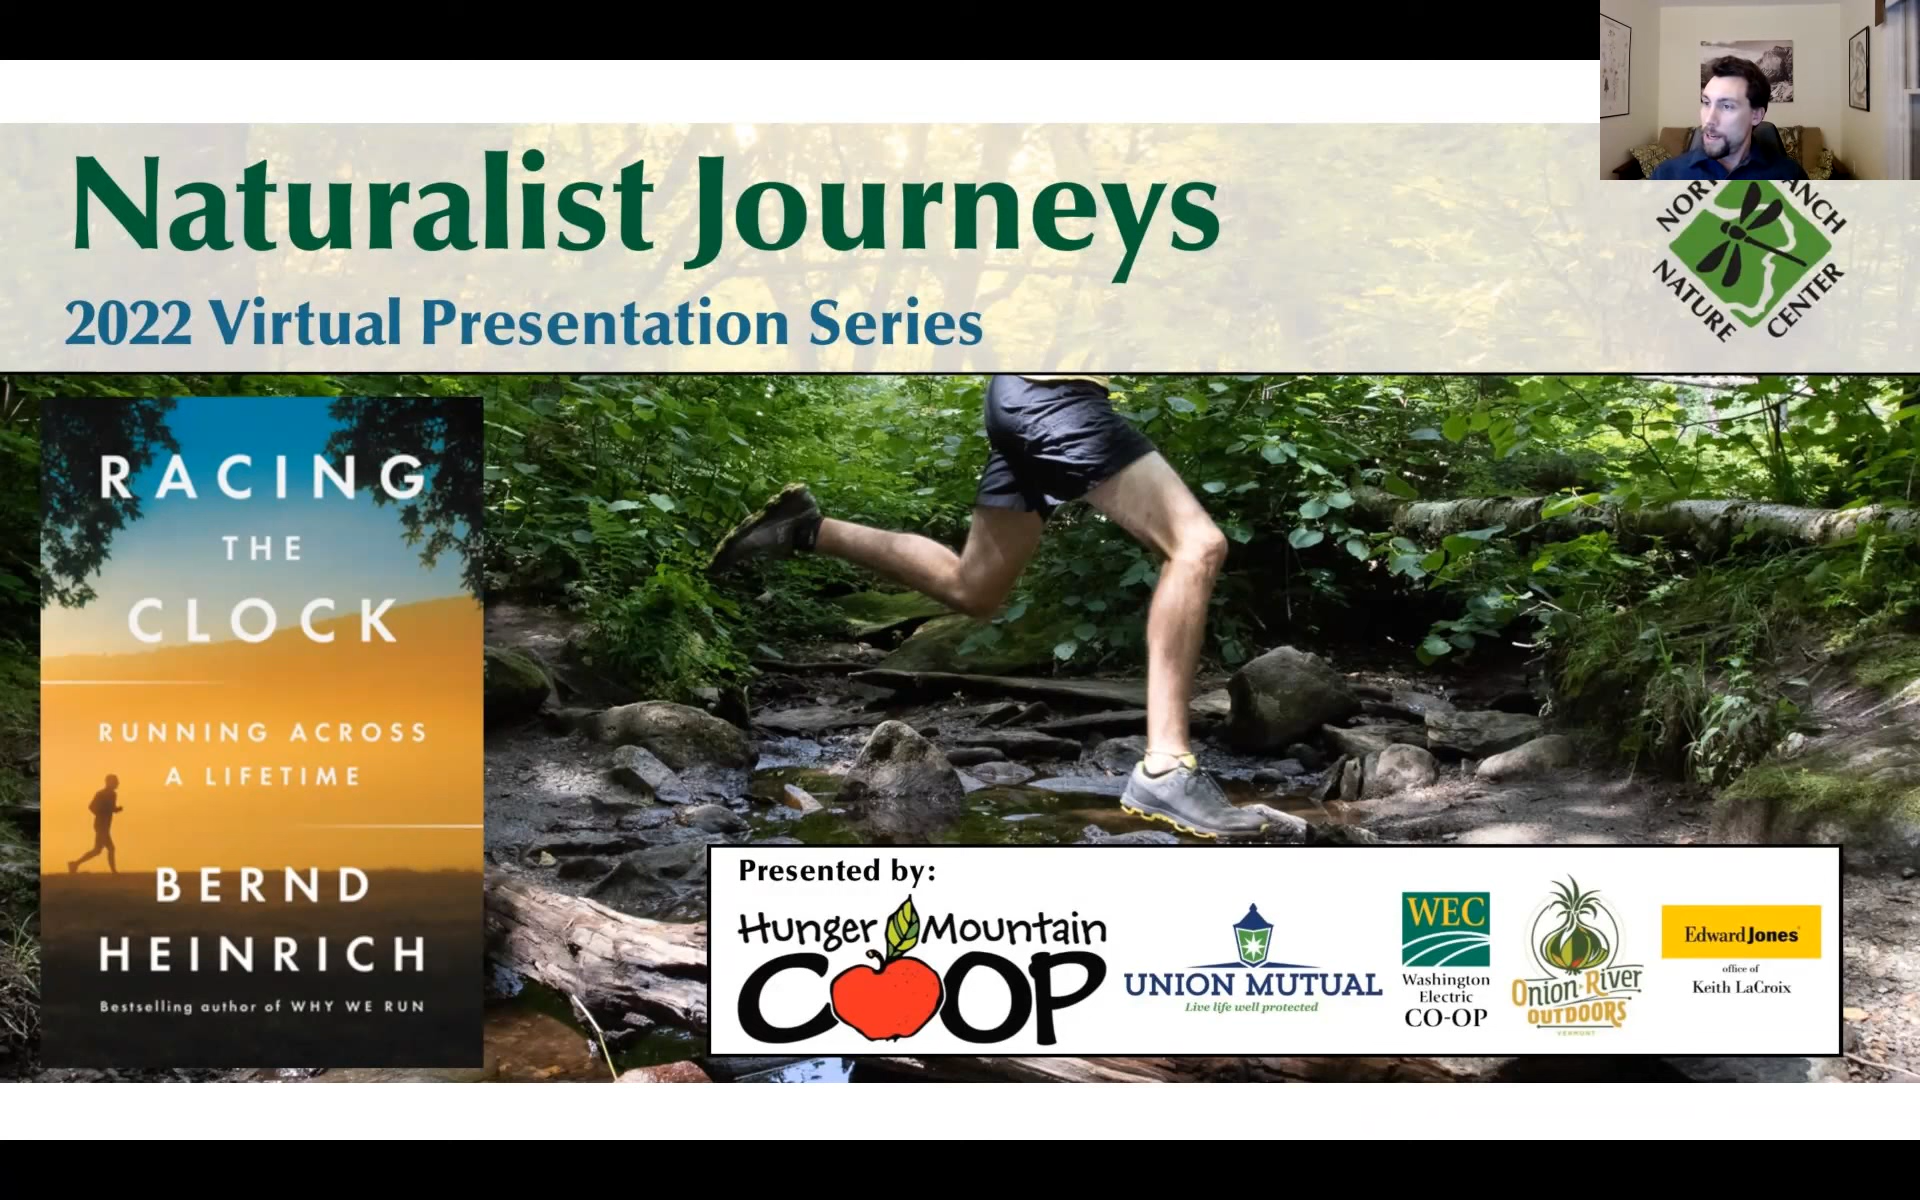 Naturalist Journeys
2022 Virtual Presentation Series
NATURE
CENTER
RACING
THE
CLOCK
RUNNING ACROSS
A LIFETIME
BERND
HEINRICH
Bestselling author of WHY WE RUN
Presented by:
Hunger Mountain
COOP
UNION MUTUAL
Live life well protected
WEC
Washington
Electric
CO-OP
Onion River
OUTDOORS
VERMONT
Edward Jones
office of
Keith LaCroix